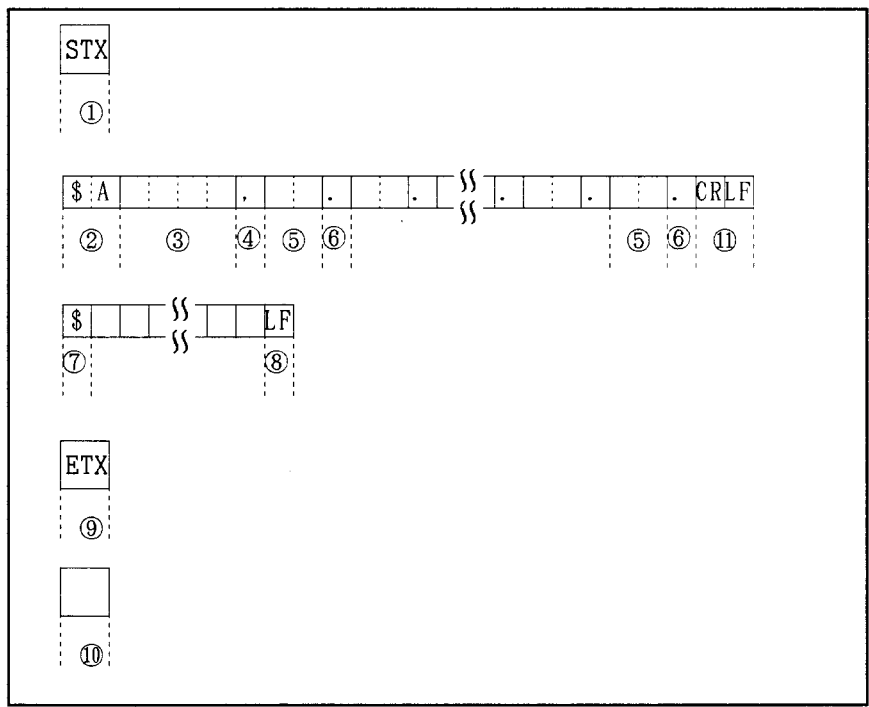 STX
①
$ A , . . . . . CR LF
② ③ ④ ⑤ ⑥ ⑤ ⑥ ⑪
$ LF
⑦ ⑧
ETX
⑨
⑩